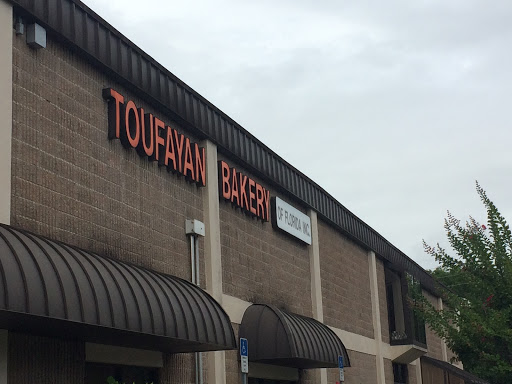 TOUFAYAN BAKERY OF FLORIDA INC.